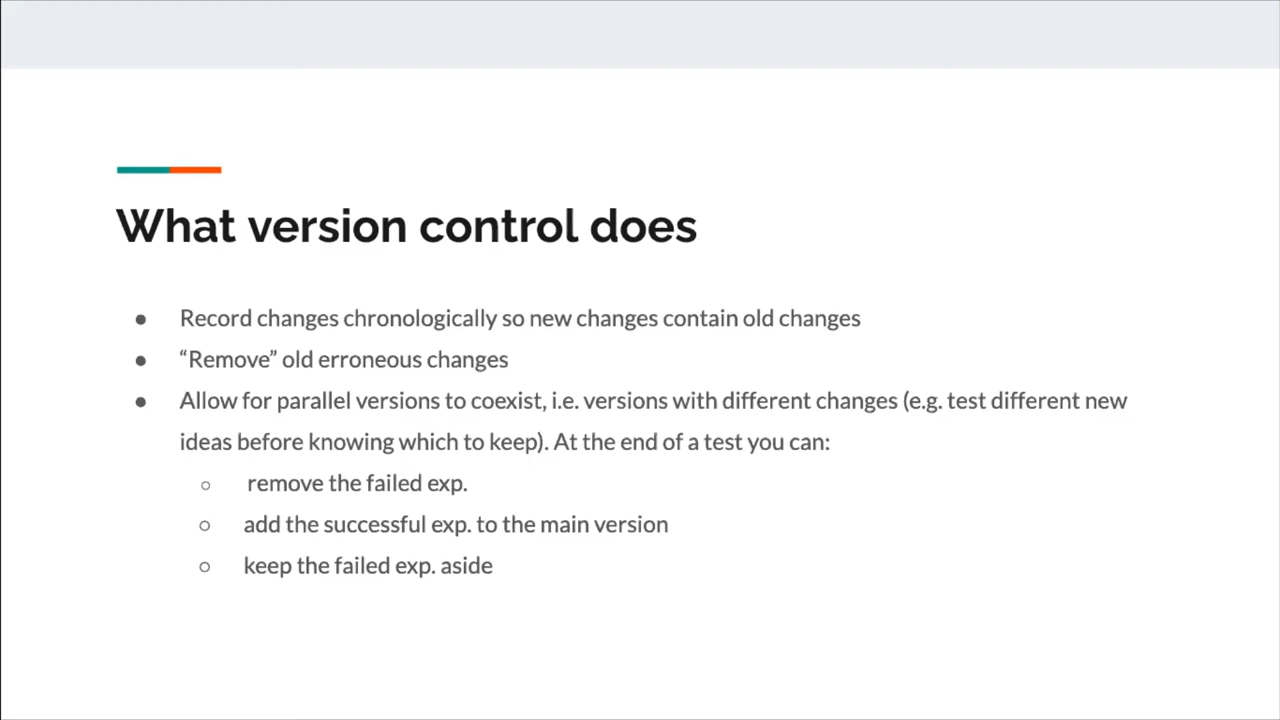 What version control does
● Record changes chronologically so new changes contain old changes
● “Remove” old erroneous changes
● Allow for parallel versions to coexist, i.e. versions with different changes (e.g. test different new
ideas before knowing which to keep). At the end of a test you can:
○ remove the failed exp.
○ add the successful exp. to the main version
○ keep the failed exp. aside